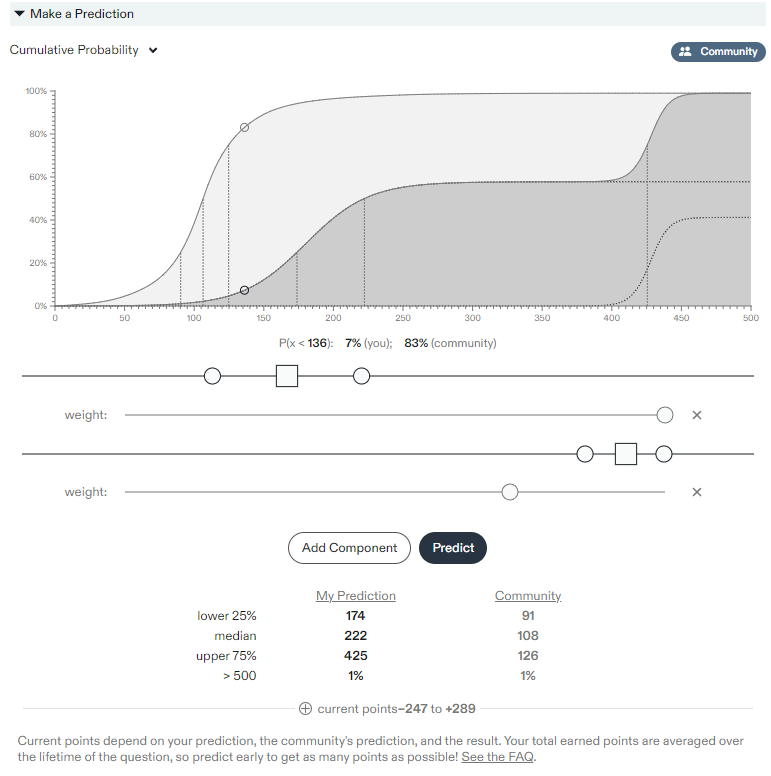 Make a Prediction
Cumulative Probability
Community
100%
80%
60%
40%
20%
0%
0 50 100 150 200 250 300 350 400 450 500
P(x < 136): 7% (you); 83% (community)
weight:
weight:
Add Component Predict
My Prediction Community
lower 25% 174 91
median 222 108
upper 75% 425 126
> 500 1% 1%
current points−247 to +289
Current points depend on your prediction, the community's prediction, and the result. Your total earned points are averaged over
the lifetime of the question, so predict early to get as many points as possible! See the FAQ.